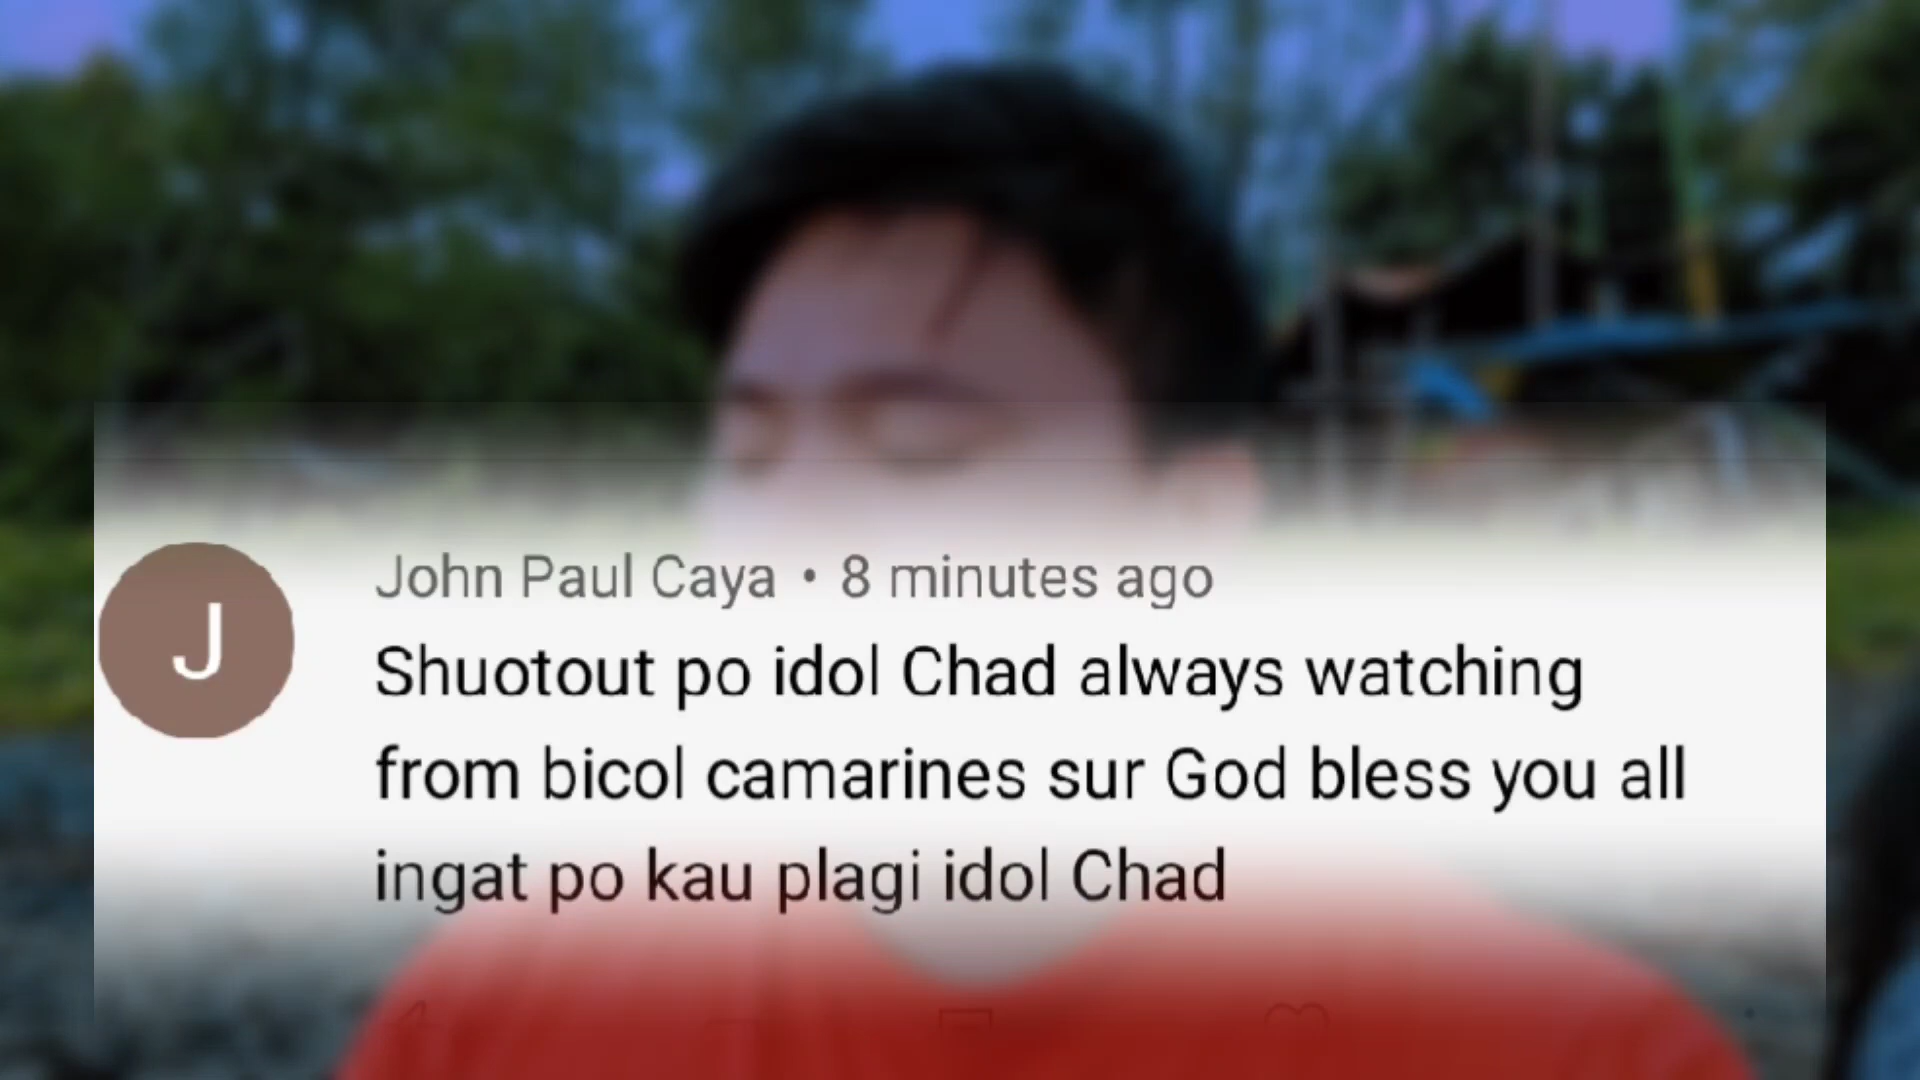 J
John Paul Caya • 8 minutes ago
Shuotout po idol Chad always watching
from bicol camarines sur God bless you all
ingat po kau plagi idol Chad